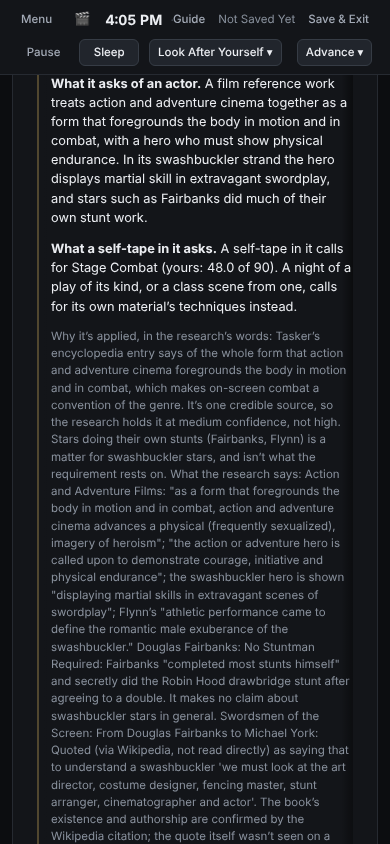 Menu 🎬 4:05 PM Guide Not Saved Yet Save & Exit
Pause Sleep Look After Yourself ▾ Advance ▾
What it asks of an actor. A film reference work
treats action and adventure cinema together as a
form that foregrounds the body in motion and in
combat, with a hero who must show physical
endurance. In its swashbuckler strand the hero
displays martial skill in extravagant swordplay,
and stars such as Fairbanks did much of their
own stunt work.
What a self-tape in it asks. A self-tape in it calls
for Stage Combat (yours: 48.0 of 90). A night of a
play of its kind, or a class scene from one, calls
for its own material's techniques instead.
Why it's applied, in the research's words: Tasker's
encyclopedia entry says of the whole form that action
and adventure cinema foregrounds the body in motion
and in combat, which makes on-screen combat a
convention of the genre. It's one credible source, so
the research holds it at medium confidence, not high.
Stars doing their own stunts (Fairbanks, Flynn) is a
matter for swashbuckler stars, and isn't what the
requirement rests on. What the research says: Action
and Adventure Films: "as a form that foregrounds the
body in motion and in combat, action and adventure
cinema advances a physical (frequently sexualized),
imagery of heroism"; "the action or adventure hero is
called upon to demonstrate courage, initiative and
physical endurance"; the swashbuckler hero is shown
"displaying martial skills in extravagant scenes of
swordplay"; Flynn's "athletic performance came to
define the romantic male exuberance of the
swashbuckler." Douglas Fairbanks: No Stuntman
Required: Fairbanks "completed most stunts himself"
and secretly did the Robin Hood drawbridge stunt after
agreeing to a double. It makes no claim about
swashbuckler stars in general. Swordsmen of the
Screen: From Douglas Fairbanks to Michael York:
Quoted (via Wikipedia, not read directly) as saying that
to understand a swashbuckler 'we must look at the art
director, costume designer, fencing master, stunt
arranger, cinematographer and actor'. The book's
existence and authorship are confirmed by the
Wikipedia citation; the quote itself wasn't seen on a